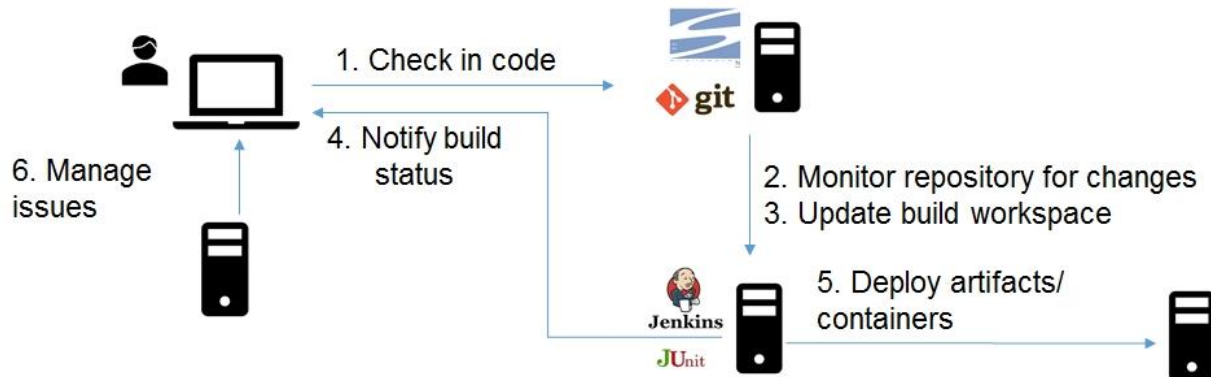 1. Check in code
git
4. Notify build
status
6. Manage
issues
2. Monitor repository for changes
3. Update build workspace
Jenkins
JUnit
5. Deploy artifacts/
containers